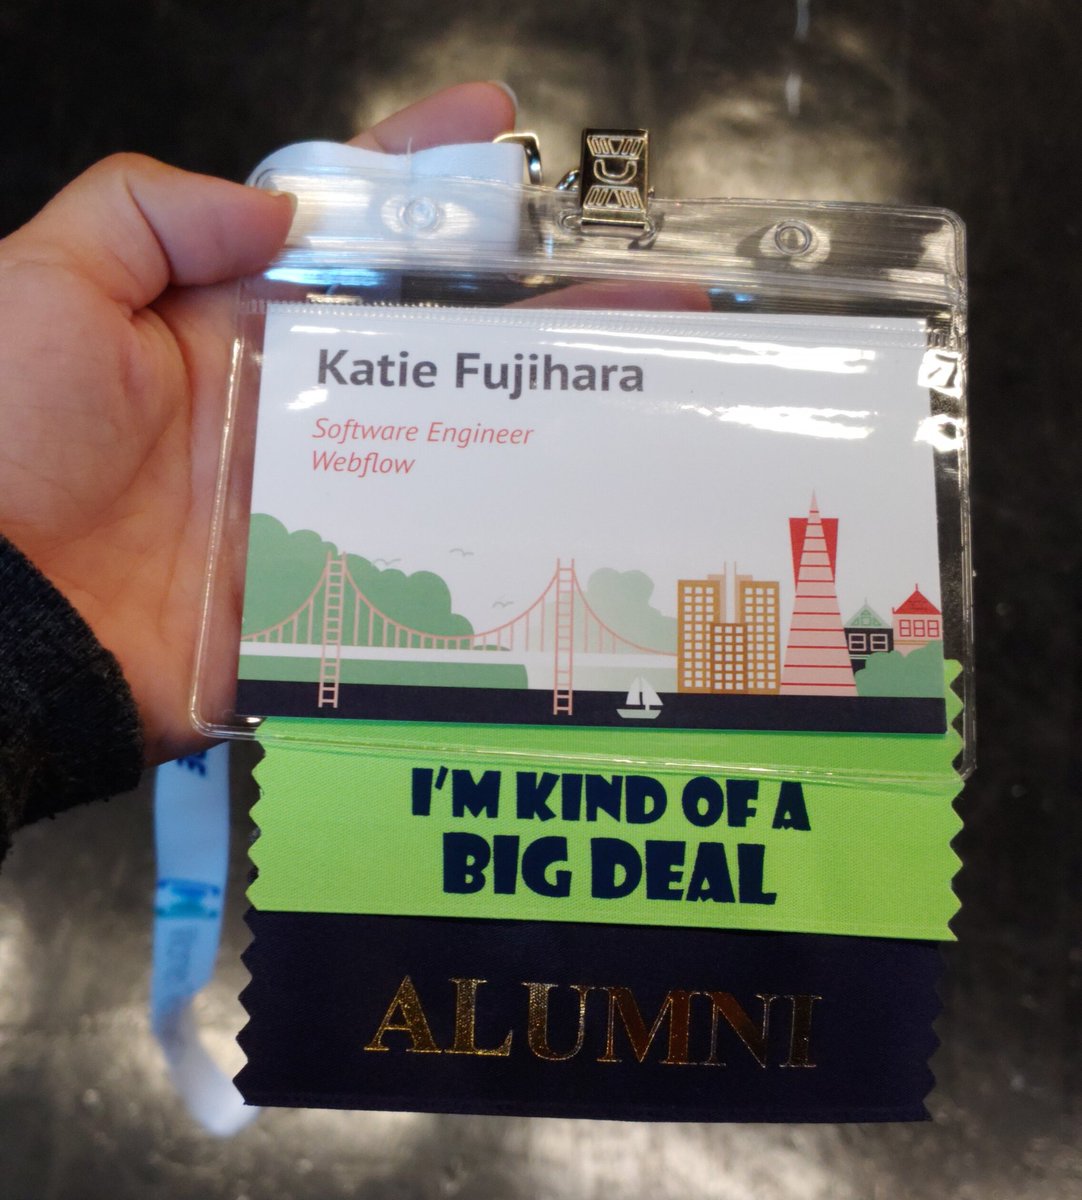 Katie Fujihara
Software Engineer
Webflow
I'M KIND OF A
BIG DEAL
ALUMNI